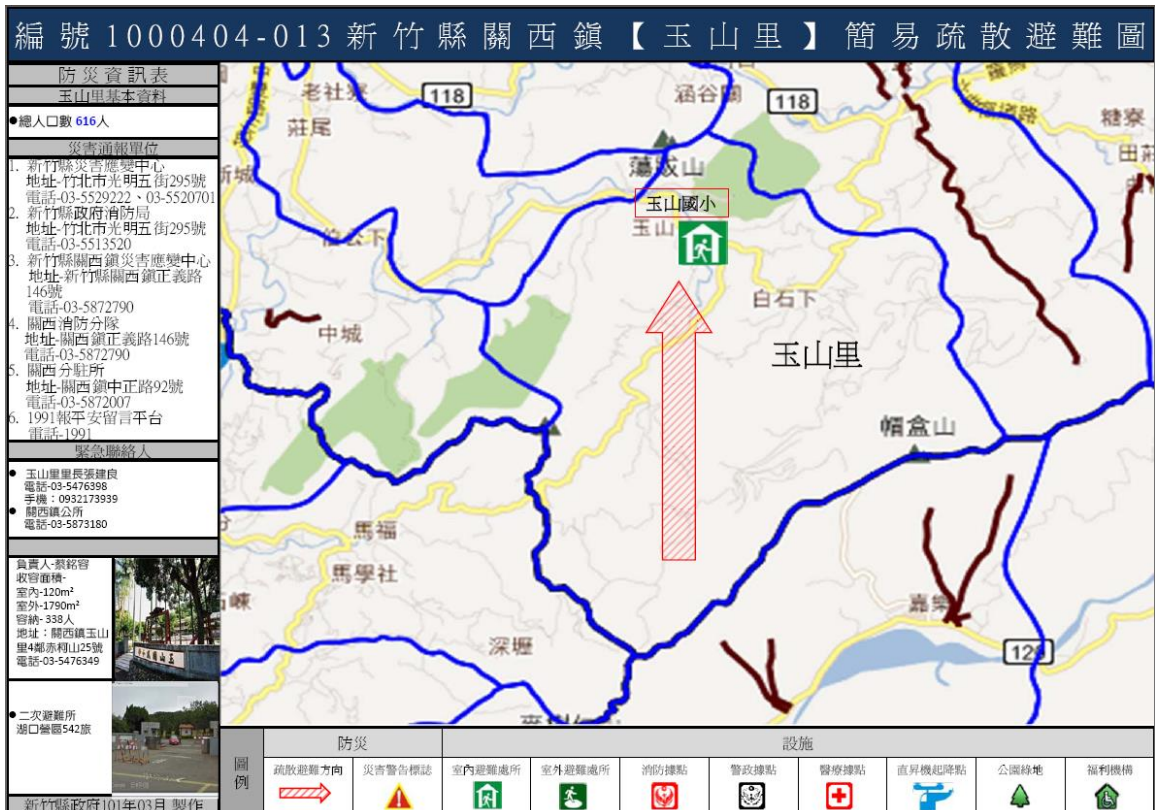 編號1000404-013新竹縣關西鎮【玉山里】簡易疏散避難圖
防災資訊表
玉山里基本資料
●總人口數 616人
災害通報單位
1. 新竹縣災害應變中心
地址-竹北市光明五街295號
電話-03-5529222、03-5520701
2. 新竹縣政府消防局
地址-竹北市光明五街295號
電話-03-5513520
3. 新竹縣關西鎮災害應變中心
地址-新竹縣關西鎮正義路
146號
電話-03-5872790
4. 關西消防分隊
地址-關西鎮正義路146號
電話-03-5872790
5. 關西分駐所
地址-關西鎮中正路92號
電話-03-5872007
6. 1991報平安留言平台
電話-1991
緊急聯絡人
● 玉山里里長張建良
電話-03-5476398
手機：0932173939
● 關西鎮公所
電話-03-5873180
負責人-蔡銘容
收容面積-
室內-120m²
室外-1790m²
容納- 338人
地址：關西鎮玉山
里4鄰赤柯山25號
電話-03-5476349
●二次避難所
湖口營區542旅
新竹縣政府101年03月 製作
老社寮
118
涵谷關
118
糖寮
莊尾
田莊
新城
蕩跋山
玉山國小
玉山
伯公下
白石下
中城
玉山里
帽盒山
馬福
馬學社
嘉樂
深壢
120
圖例
防災
設施
疏散避難方向
災害警告標誌
室內避難處所
室外避難處所
消防據點
警政據點
醫療據點
直昇機起降點
公園綠地
福利機構